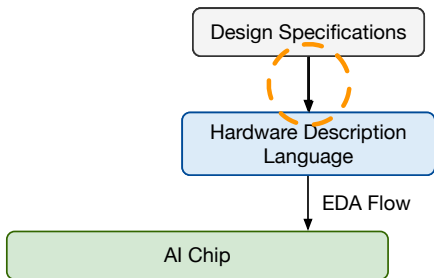 Design Specifications
Hardware Description
Language
EDA Flow
AI Chip